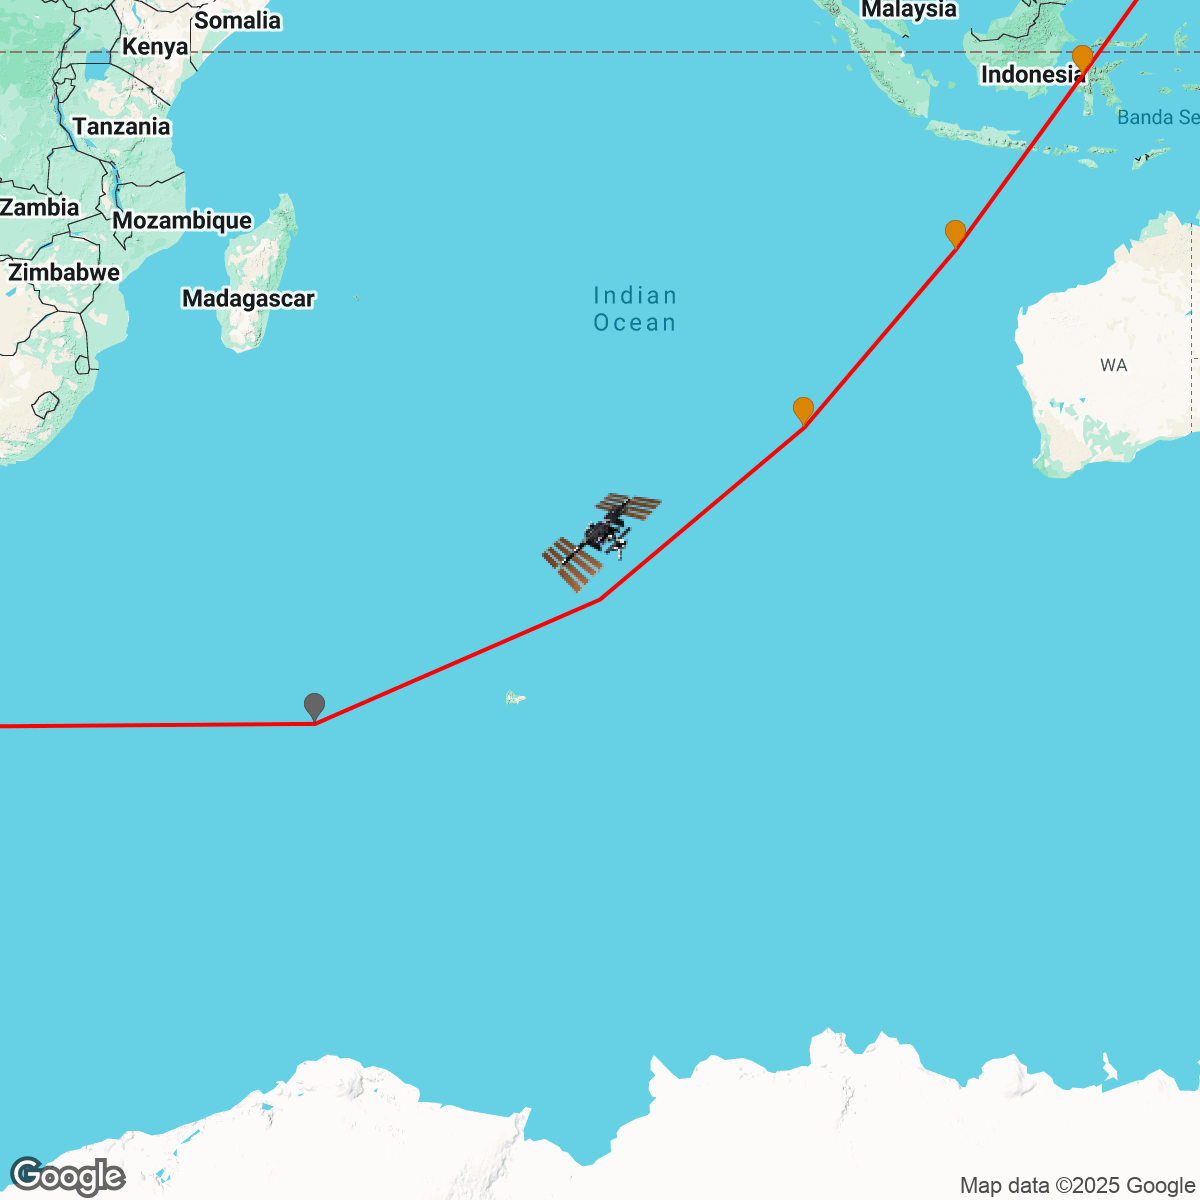 Somalia
Malaysia
Kenya
Indonesia
Banda Se
Tanzania
Zambia
Mozambique
Zimbabwe
Madagascar
Indian
Ocean
WA
Google
Map data ©2025 Google